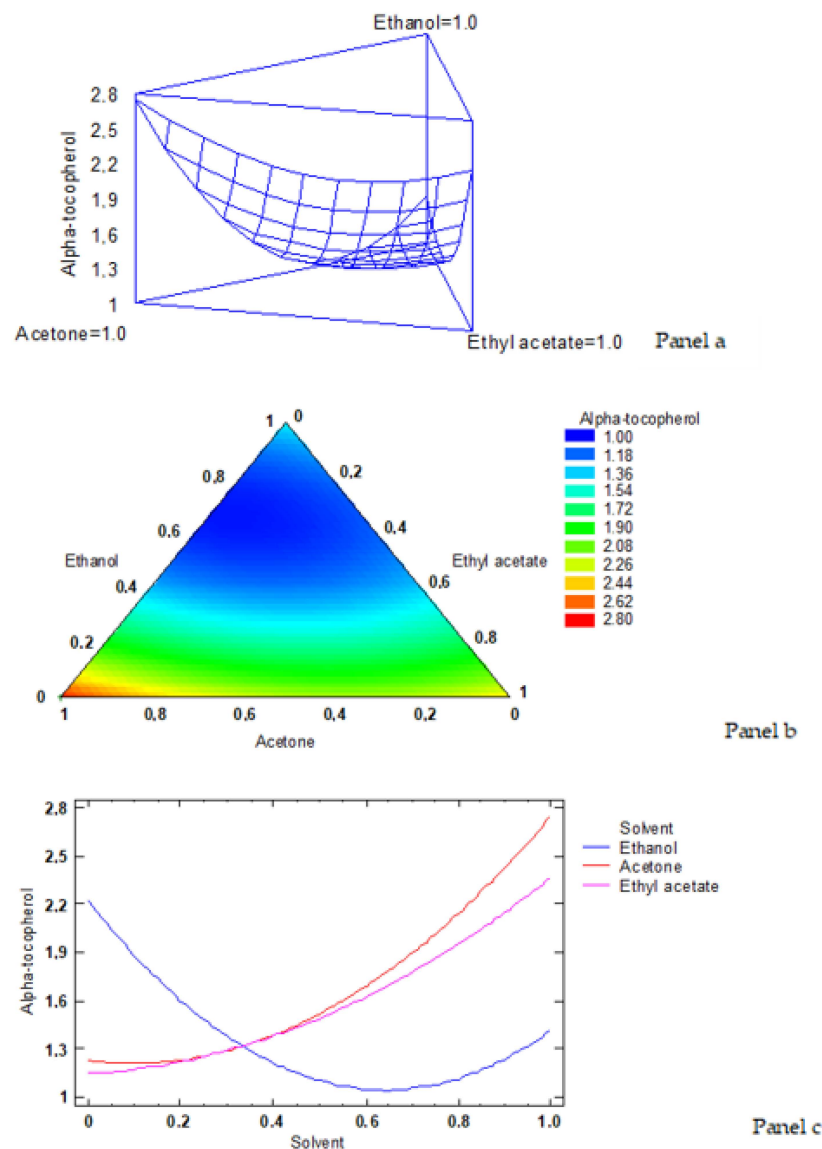 Ethanol=1.0
2.8
2.5
2.2
1.9
1.6
1.3
1
Alpha-tocopherol
Acetone=1.0
Ethyl acetate=1.0
Panel a
Alpha-tocopherol
1.00
1.18
1.36
1.54
1.72
1.90
2.08
2.26
2.44
2.62
2.80
1 0
0.8 0.2
0.6 0.4
Ethanol Ethyl acetate
0.4 0.6
0.2 0.8
0 1
1 0,8 0,6 0,4 0,2 0
Acetone
Panel b
2.8
2.5
2.2
1.9
1.6
1.3
1
Alpha-tocopherol
0 0.2 0.4 0.6 0.8 1.0
Solvent
Solvent
Ethanol
Acetone
Ethyl acetate
Panel c